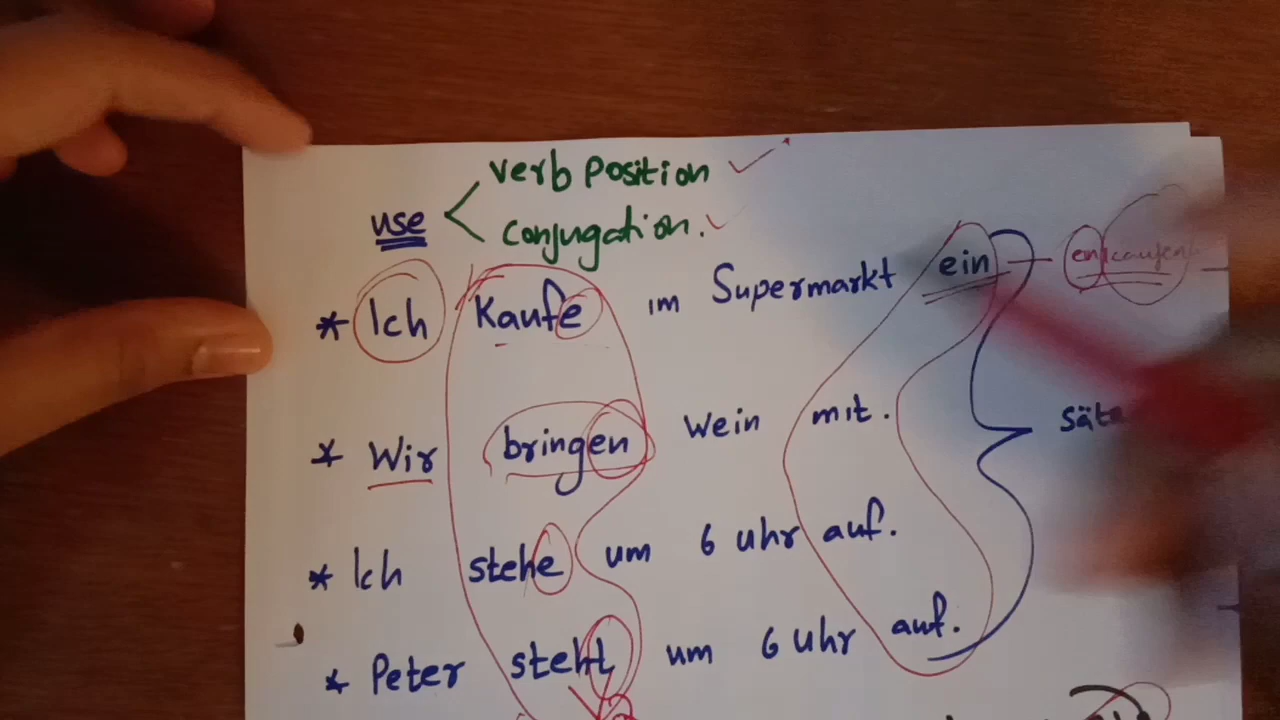 verb position
use
conjugation.
* Ich kaufe im Supermarkt ein
* Wir bringen Wein mit.
* Ich stehe um 6 uhr auf.
* Peter steht um 6 Uhr auf.